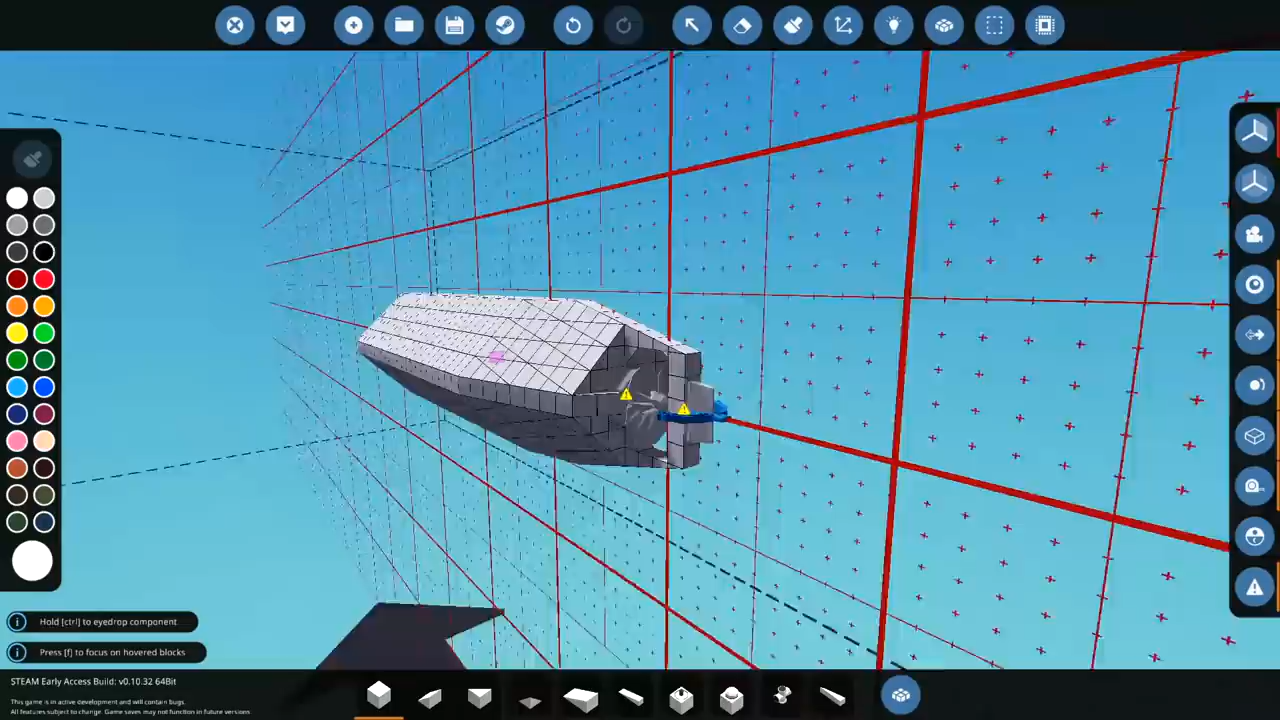 Hold [ctrl] to eyedrop component
Press [f] to focus on hovered blocks
STEAM Early Access Build: v0.10.32 64Bit
This game is in active development and will contain bugs.
All features subject to change. Game saves may not function in future versions